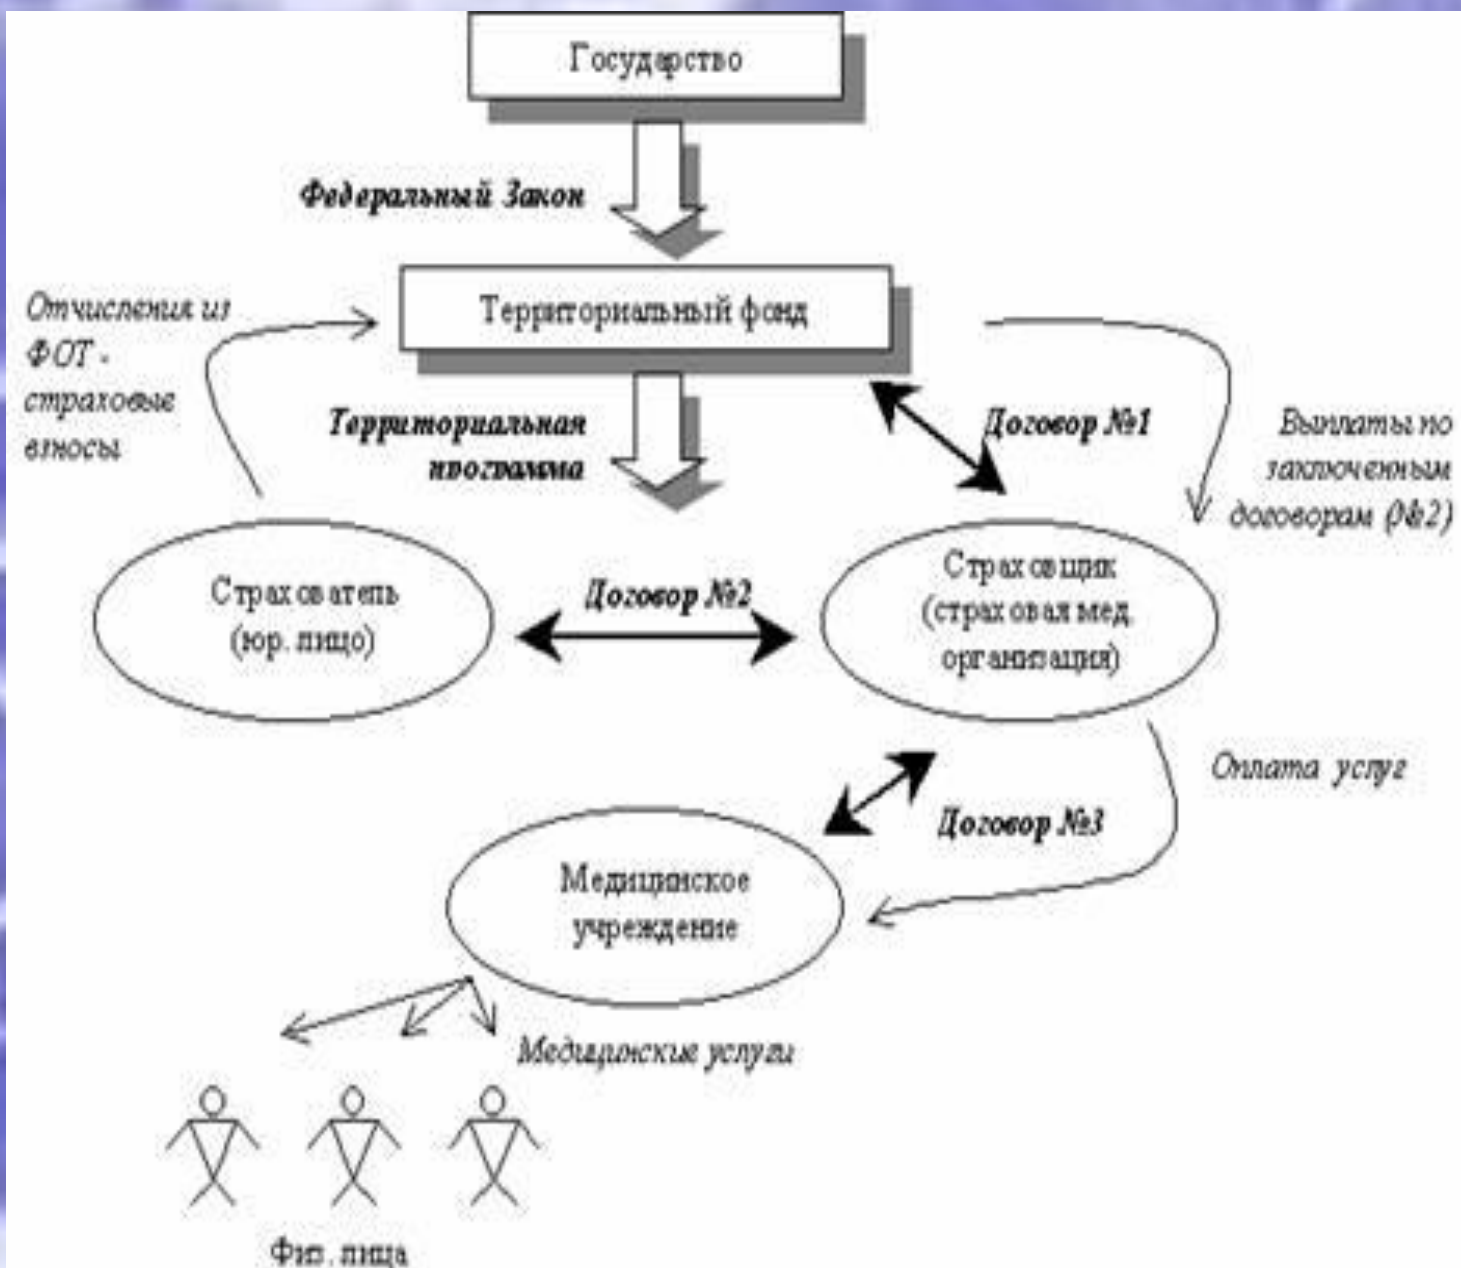 Государство
Федеральный Закон
Территориальный фонд
Отчисления из
ФОТ -
страховые
взносы
Территориальная
программа
Договор №1
Выплаты по
заключенным
договорам (№2)
Страхователь
(юр. лицо)
Договор №2
Страховщик
(страховая мед.
организация)
Оплата услуг
Договор №3
Медицинское
учреждение
Медицинские услуги
Физ. лица